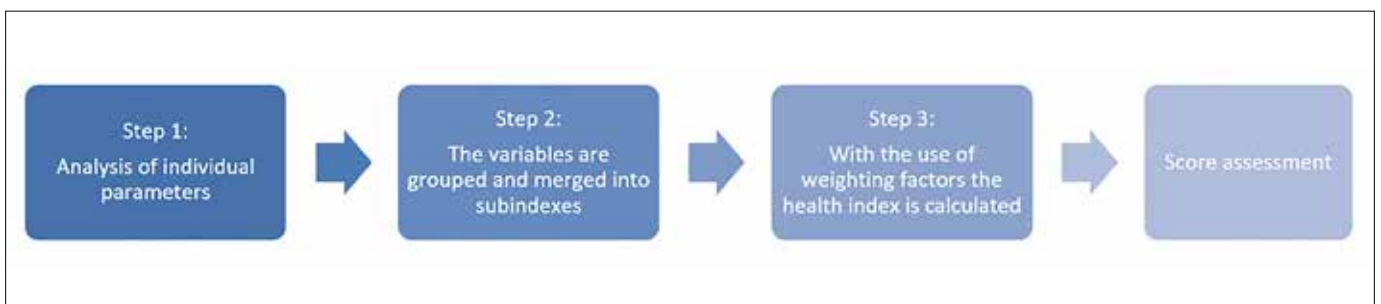 Step 1:
Analysis of individual
parameters
Step 2:
The variables are
grouped and merged into
subindexes
Step 3:
With the use of
weighting factors the
health index is calculated
Score assessment